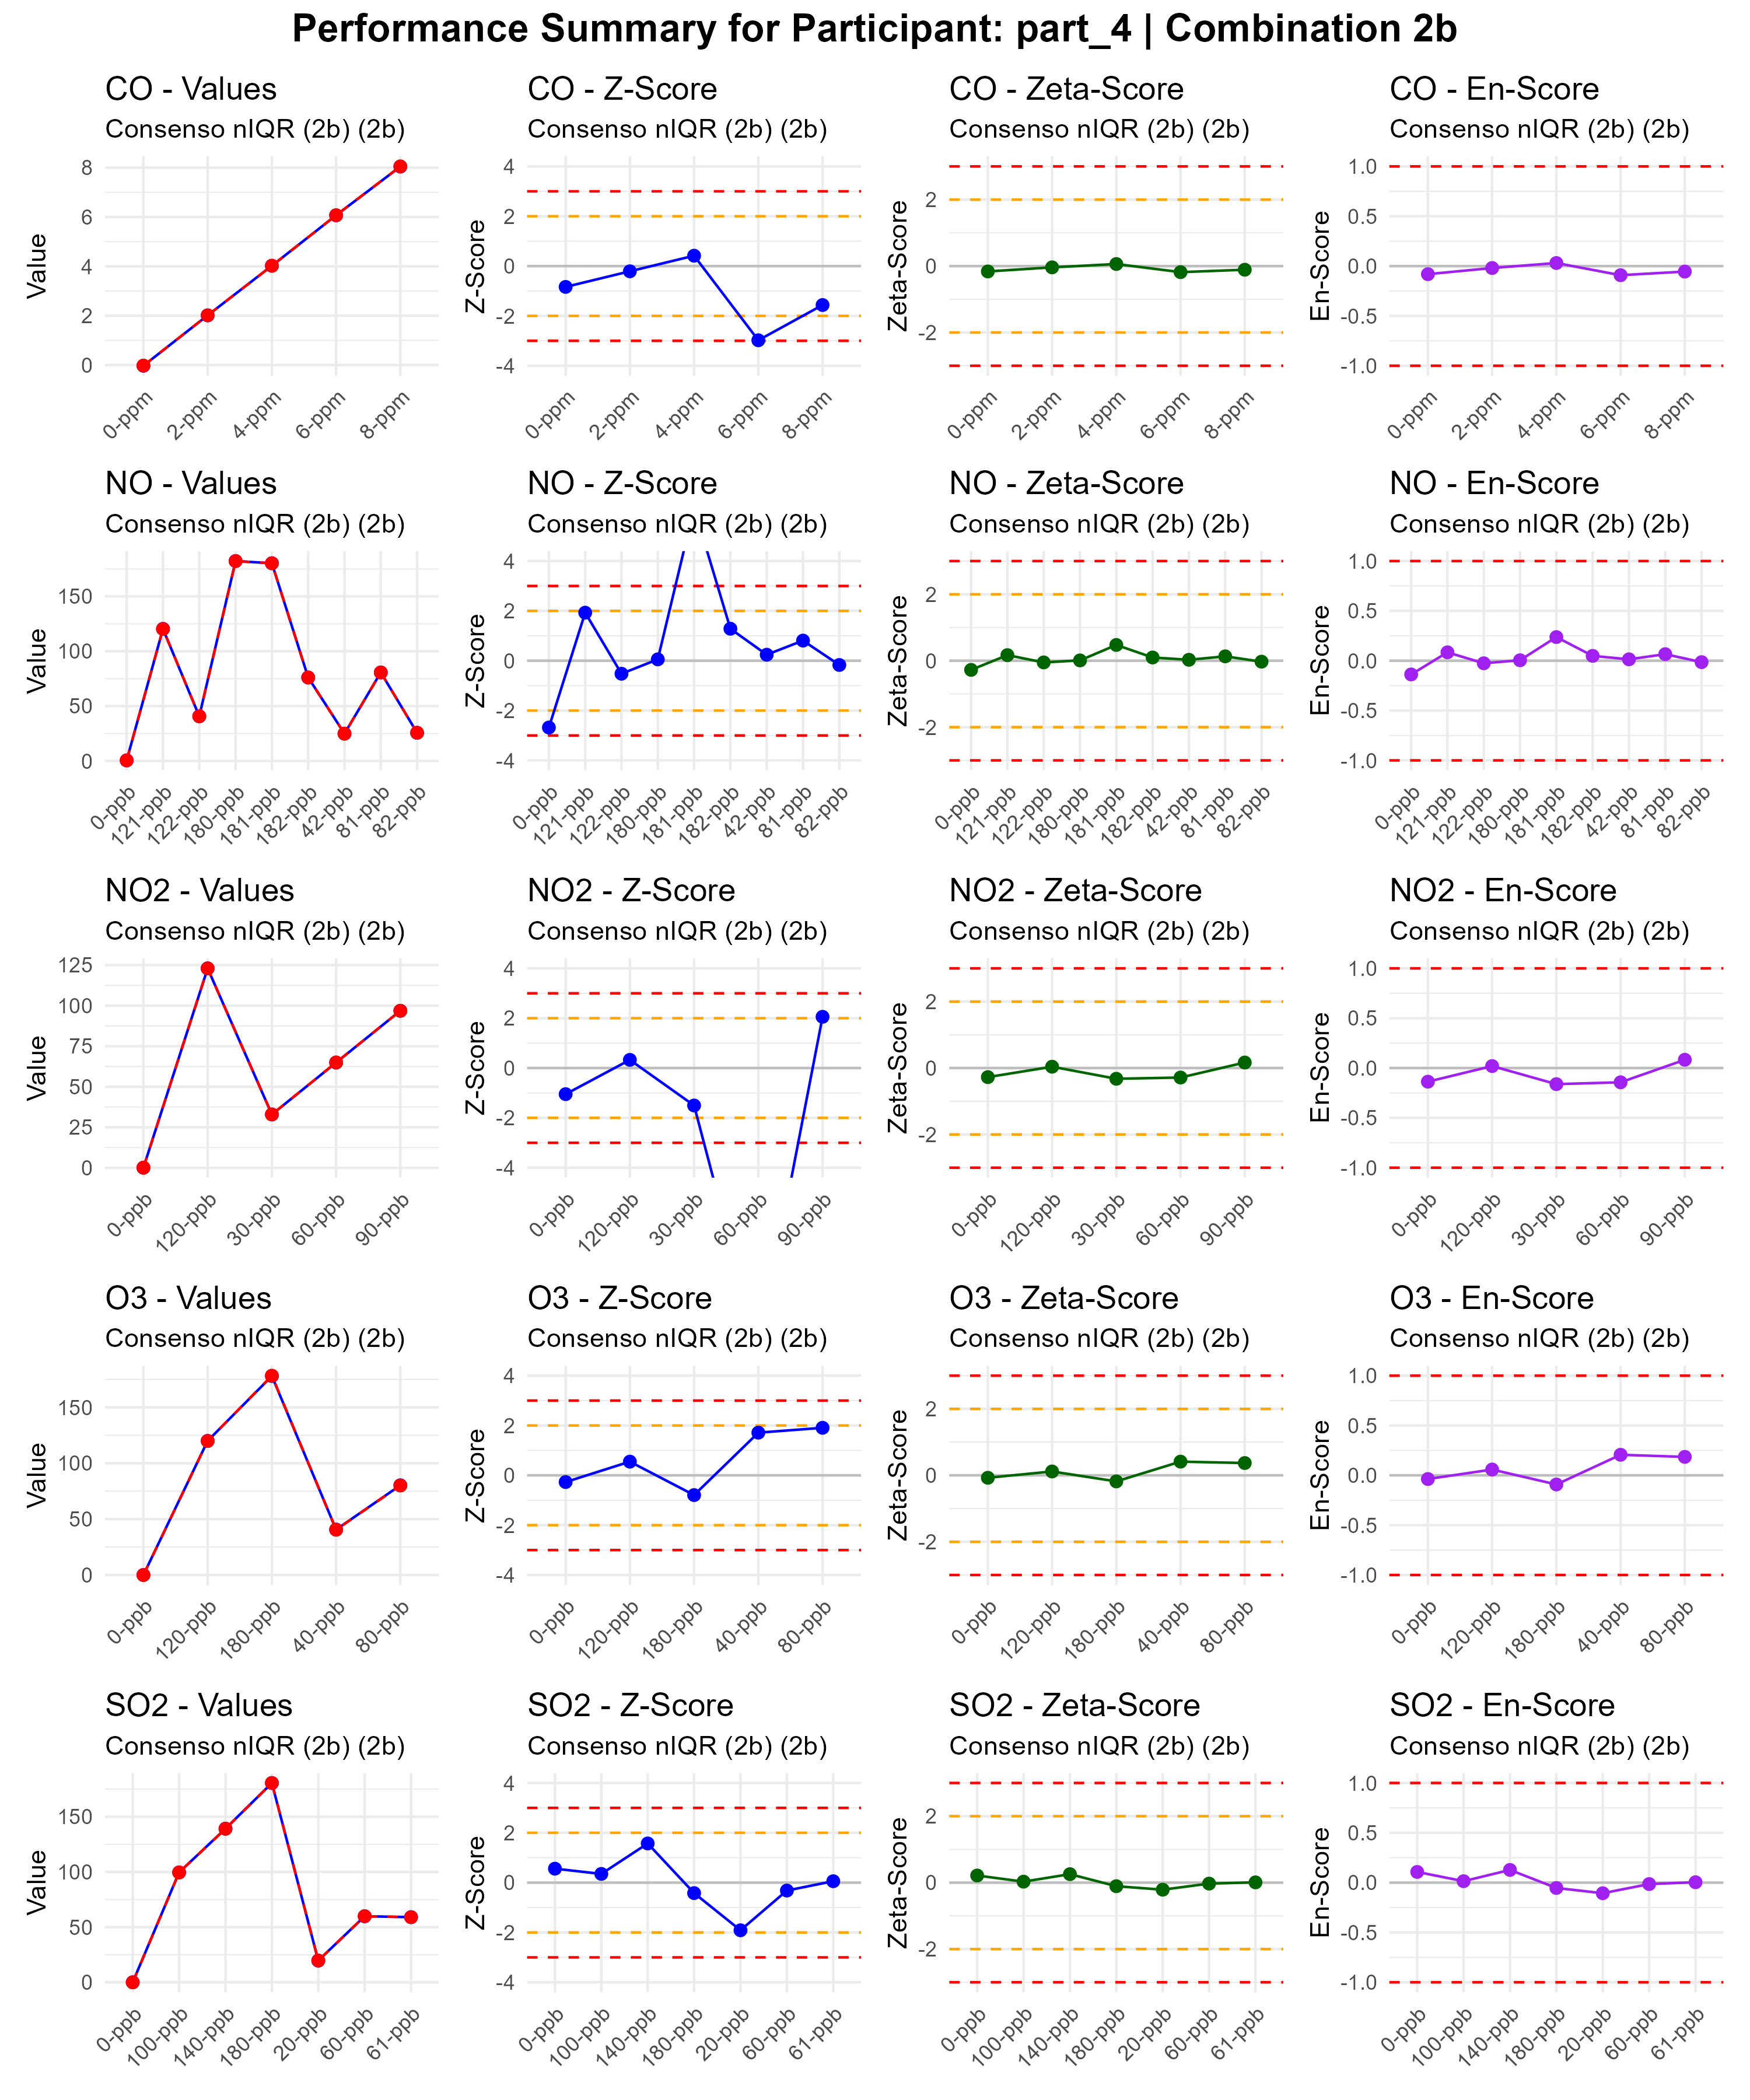 Performance Summary for Participant: part_4 | Combination 2b
CO - Values
Consenso nIQR (2b) (2b)
Value
8
6
4
2
0
0-ppm
2-ppm
4-ppm
6-ppm
8-ppm
CO - Z-Score
Consenso nIQR (2b) (2b)
Z-Score
4
2
0
-2
-4
0-ppm
2-ppm
4-ppm
6-ppm
8-ppm
CO - Zeta-Score
Consenso nIQR (2b) (2b)
Zeta-Score
2
0
-2
0-ppm
2-ppm
4-ppm
6-ppm
8-ppm
CO - En-Score
Consenso nIQR (2b) (2b)
En-Score
1.0
0.5
0.0
-0.5
-1.0
0-ppm
2-ppm
4-ppm
6-ppm
8-ppm
NO - Values
Consenso nIQR (2b) (2b)
Value
150
100
50
0
0-ppb
121-ppb
122-ppb
180-ppb
181-ppb
182-ppb
42-ppb
81-ppb
82-ppb
NO - Z-Score
Consenso nIQR (2b) (2b)
Z-Score
4
2
0
-2
-4
0-ppb
121-ppb
122-ppb
180-ppb
181-ppb
182-ppb
42-ppb
81-ppb
82-ppb
NO - Zeta-Score
Consenso nIQR (2b) (2b)
Zeta-Score
2
0
-2
0-ppb
121-ppb
122-ppb
180-ppb
181-ppb
182-ppb
42-ppb
81-ppb
82-ppb
NO - En-Score
Consenso nIQR (2b) (2b)
En-Score
1.0
0.5
0.0
-0.5
-1.0
0-ppb
121-ppb
122-ppb
180-ppb
181-ppb
182-ppb
42-ppb
81-ppb
82-ppb
NO2 - Values
Consenso nIQR (2b) (2b)
Value
125
100
75
50
25
0
0-ppb
120-ppb
30-ppb
60-ppb
90-ppb
NO2 - Z-Score
Consenso nIQR (2b) (2b)
Z-Score
4
2
0
-2
-4
0-ppb
120-ppb
30-ppb
60-ppb
90-ppb
NO2 - Zeta-Score
Consenso nIQR (2b) (2b)
Zeta-Score
2
0
-2
0-ppb
120-ppb
30-ppb
60-ppb
90-ppb
NO2 - En-Score
Consenso nIQR (2b) (2b)
En-Score
1.0
0.5
0.0
-0.5
-1.0
0-ppb
120-ppb
30-ppb
60-ppb
90-ppb
O3 - Values
Consenso nIQR (2b) (2b)
Value
150
100
50
0
0-ppb
120-ppb
180-ppb
40-ppb
80-ppb
O3 - Z-Score
Consenso nIQR (2b) (2b)
Z-Score
4
2
0
-2
-4
0-ppb
120-ppb
180-ppb
40-ppb
80-ppb
O3 - Zeta-Score
Consenso nIQR (2b) (2b)
Zeta-Score
2
0
-2
0-ppb
120-ppb
180-ppb
40-ppb
80-ppb
O3 - En-Score
Consenso nIQR (2b) (2b)
En-Score
1.0
0.5
0.0
-0.5
-1.0
0-ppb
120-ppb
180-ppb
40-ppb
80-ppb
SO2 - Values
Consenso nIQR (2b) (2b)
Value
150
100
50
0
0-ppb
100-ppb
140-ppb
180-ppb
20-ppb
60-ppb
61-ppb
SO2 - Z-Score
Consenso nIQR (2b) (2b)
Z-Score
4
2
0
-2
-4
0-ppb
100-ppb
140-ppb
180-ppb
20-ppb
60-ppb
61-ppb
SO2 - Zeta-Score
Consenso nIQR (2b) (2b)
Zeta-Score
2
0
-2
0-ppb
100-ppb
140-ppb
180-ppb
20-ppb
60-ppb
61-ppb
SO2 - En-Score
Consenso nIQR (2b) (2b)
En-Score
1.0
0.5
0.0
-0.5
-1.0
0-ppb
100-ppb
140-ppb
180-ppb
20-ppb
60-ppb
61-ppb